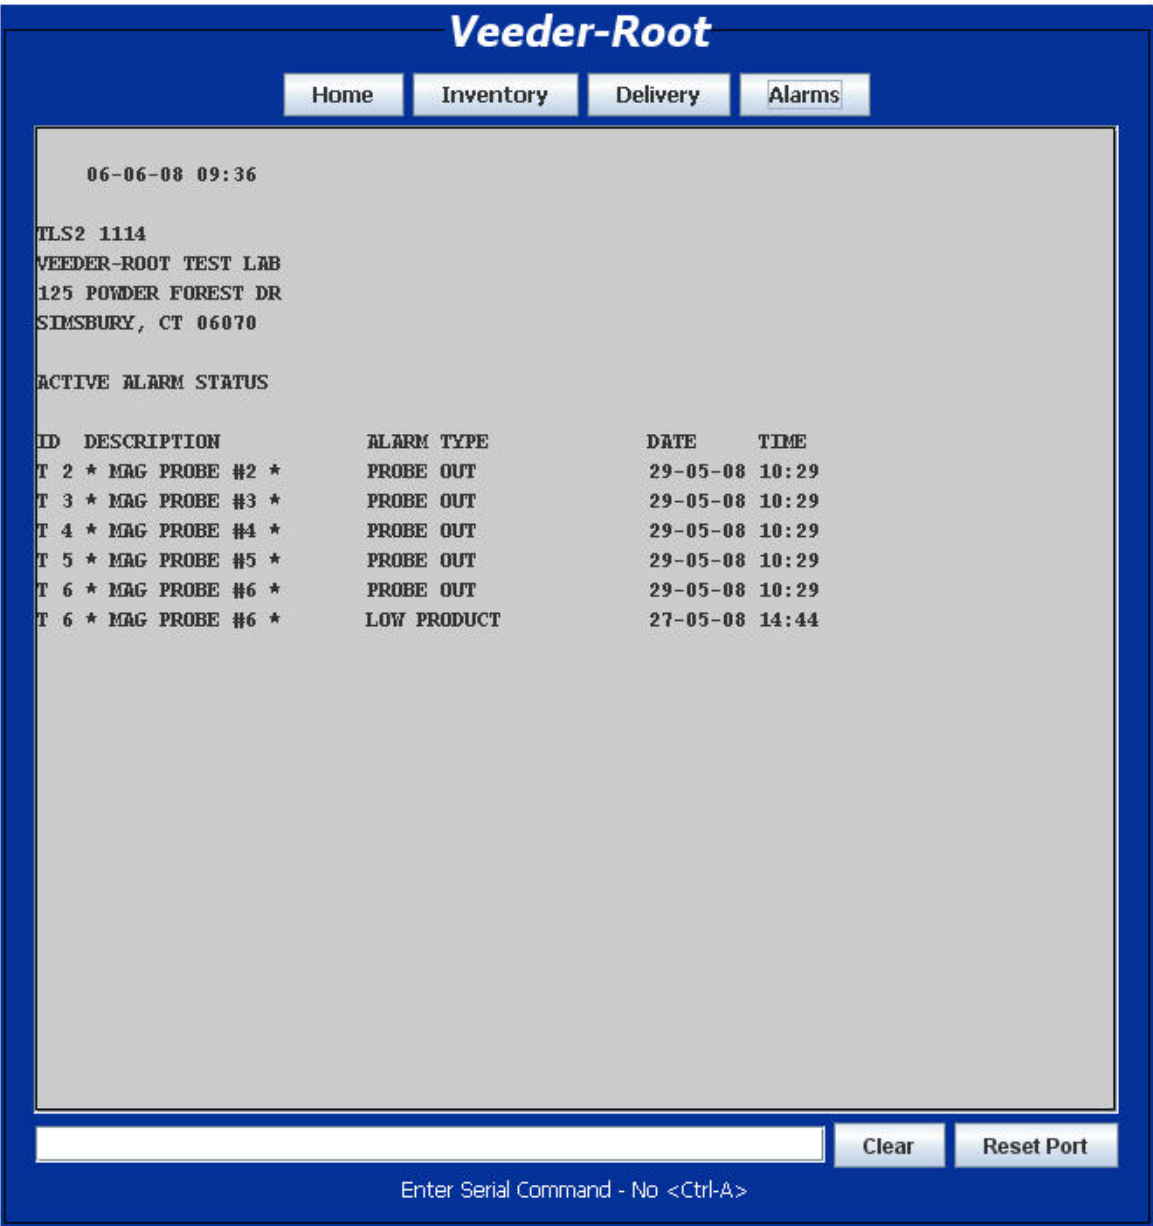 Veeder-Root
Home Inventory Delivery Alarms
06-06-08 09:36
TLS2 1114
VEEDER-ROOT TEST LAB
125 POWDER FOREST DR
SIMSBURY, CT 06070
ACTIVE ALARM STATUS
ID DESCRIPTION ALARM TYPE DATE TIME
T 2 * MAG PROBE #2 * PROBE OUT 29-05-08 10:29
T 3 * MAG PROBE #3 * PROBE OUT 29-05-08 10:29
T 4 * MAG PROBE #4 * PROBE OUT 29-05-08 10:29
T 5 * MAG PROBE #5 * PROBE OUT 29-05-08 10:29
T 6 * MAG PROBE #6 * PROBE OUT 29-05-08 10:29
T 6 * MAG PROBE #6 * LOW PRODUCT 27-05-08 14:44
Clear Reset Port
Enter Serial Command - No <Ctrl-A>